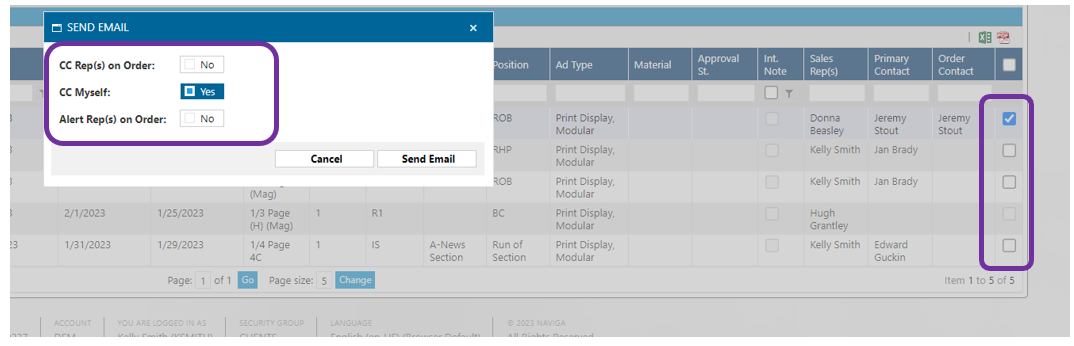 SEND EMAIL ×
CC Rep(s) on Order: No
CC Myself: Yes
Alert Rep(s) on Order: No
Cancel Send Email
Position Ad Type Material Approval St. Int. Note Sales Rep(s) Primary Contact Order Contact
ROB Print Display, Donna Jeremy Jeremy
Modular Beasley Stout Stout
RHP Print Display, Kelly Smith Jan Brady
Modular
ROB Print Display, Kelly Smith Jan Brady
(Mag) Modular
2/1/2023 1/25/2023 1/3 Page 1 R1 BC Print Display, Hugh
(H) (Mag) Modular Grantley
23 1/31/2023 1/29/2023 1/4 Page 1 IS A-News Run of Print Display, Kelly Smith Edward
4C Section Section Modular Guckin
Page: 1 of 1 Go Page size: 5 Change Item 1 to 5 of 5
ACCOUNT YOU ARE LOGGED IN AS SECURITY GROUP LANGUAGE © 2023 NAVIGA
DEM Kelly Smith (KSMITH) CLIENTS English (en-US) (Browser Default) All Rights Reserved